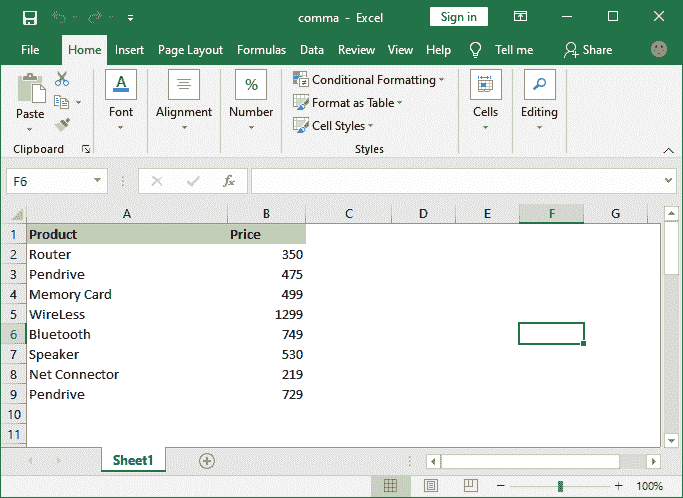 comma - Excel
Sign in
File Home Insert Page Layout Formulas Data Review View Help Tell me Share
Paste
Font
Alignment
%
Number
Conditional Formatting
Format as Table
Cell Styles
Cells
Editing
Clipboard
Styles
F6
fx
A B C D E F G
1 Product Price
2 Router 350
3 Pendrive 475
4 Memory Card 499
5 WireLess 1299
6 Bluetooth 749
7 Speaker 530
8 Net Connector 219
9 Pendrive 729
10
11
Sheet1
100%